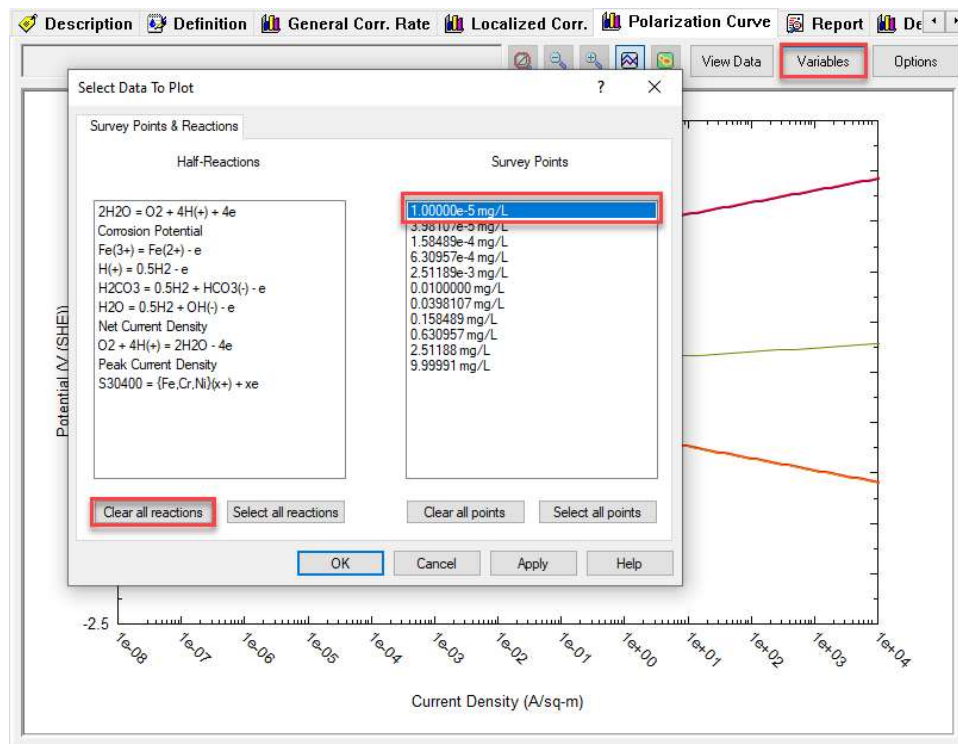 Description Definition General Corr. Rate Localized Corr. Polarization Curve Report De
View Data Variables Options
Select Data To Plot ? X
Survey Points & Reactions
Half-Reactions
2H2O = O2 + 4H(+) + 4e
Corrosion Potential
Fe(3+) = Fe(2+) - e
H(+) = 0.5H2 - e
H2CO3 = 0.5H2 + HCO3(-) - e
H2O = 0.5H2 + OH(-) - e
Net Current Density
O2 + 4H(+) = 2H2O - 4e
Peak Current Density
S30400 = {Fe,Cr,Ni}(x+) + xe
Survey Points
1.00000e-5 mg/L
3.98107e-5 mg/L
1.58489e-4 mg/L
6.30957e-4 mg/L
2.51189e-3 mg/L
0.0100000 mg/L
0.0398107 mg/L
0.158489 mg/L
0.630957 mg/L
2.51188 mg/L
9.99991 mg/L
Clear all reactions Select all reactions Clear all points Select all points
OK Cancel Apply Help
Potential (V (SHE))
-2.5
1e-08 1e-07 1e-06 1e-05 1e-04 1e-03 1e-02 1e-01 1e+00 1e+01 1e+02 1e+03 1e+04
Current Density (A/sq-m)